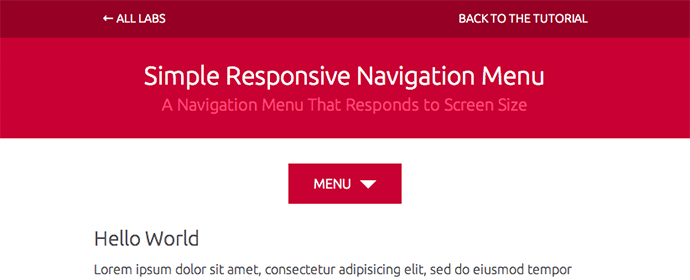 ← ALL LABS
BACK TO THE TUTORIAL
Simple Responsive Navigation Menu
A Navigation Menu That Responds to Screen Size
MENU
Hello World
Lorem ipsum dolor sit amet, consectetur adipisicing elit, sed do eiusmod tempor